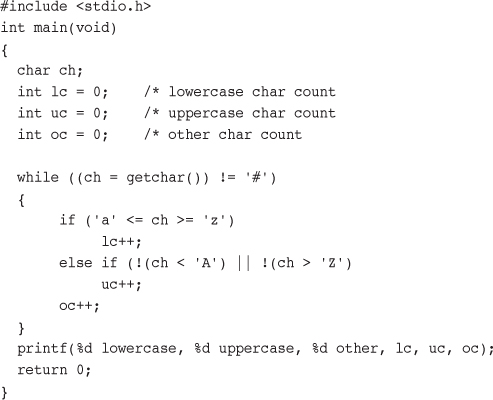 #include <stdio.h>
int main(void)
{
  char ch;
  int lc = 0;    /* lowercase char count
  int uc = 0;    /* uppercase char count
  int oc = 0;    /* other char count

  while ((ch = getchar()) != '#')
  {
       if ('a' <= ch >= 'z')
            lc++;
       else if (!(ch < 'A') || !(ch > 'Z')
            uc++;
       oc++;
  }
  printf(%d lowercase, %d uppercase, %d other, lc, uc, oc);
  return 0;
}